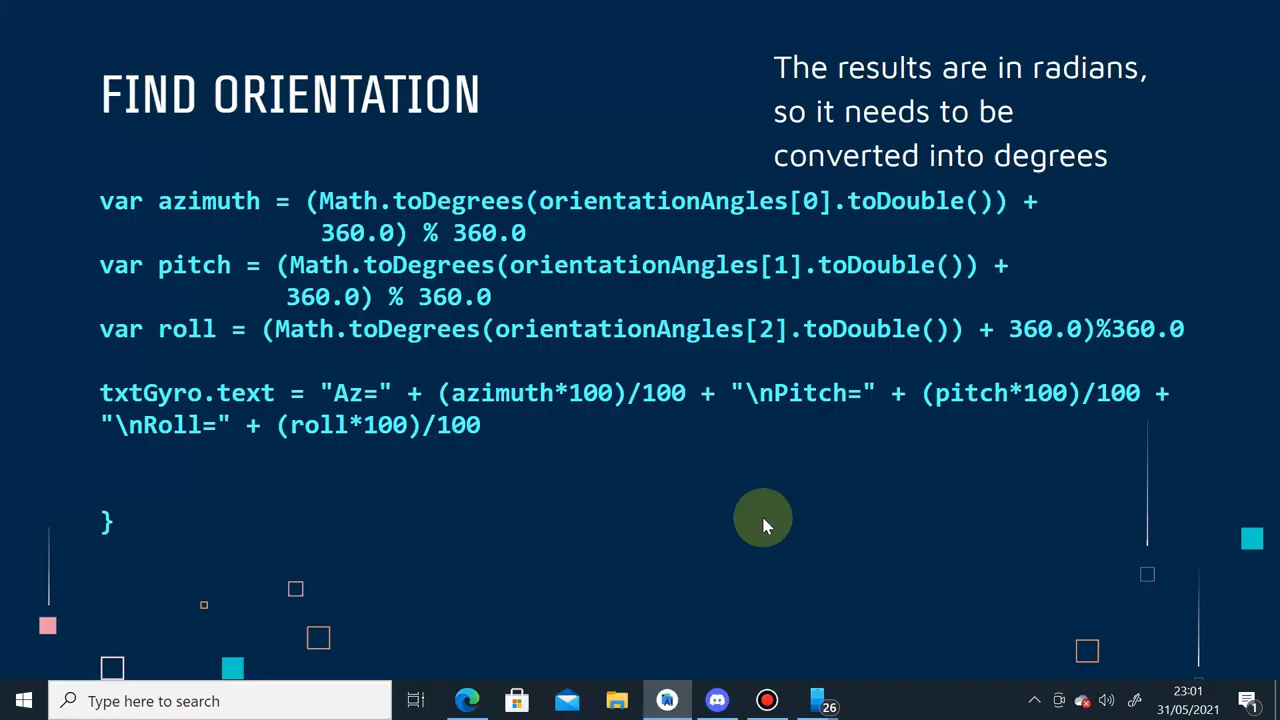 FIND ORIENTATION
The results are in radians,
so it needs to be
converted into degrees
var azimuth = (Math.toDegrees(orientationAngles[0].toDouble()) +
360.0) % 360.0
var pitch = (Math.toDegrees(orientationAngles[1].toDouble()) +
360.0) % 360.0
var roll = (Math.toDegrees(orientationAngles[2].toDouble()) + 360.0)%360.0
txtGyro.text = "Az=" + (azimuth*100)/100 + "\nPitch=" + (pitch*100)/100 +
"\nRoll=" + (roll*100)/100
}
Type here to search
AI
26
23:01
31/05/2021
1